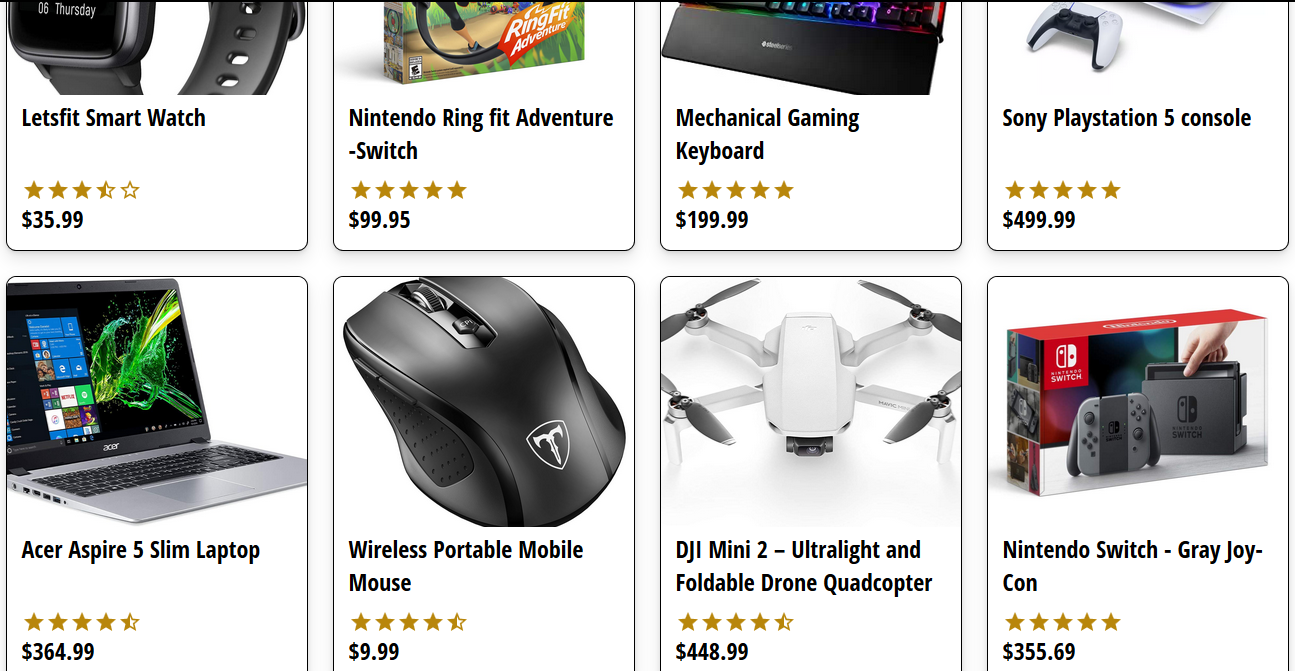 06 Thursday
RingFit
Adventure
steelseries
Letsfit Smart Watch
$35.99
Nintendo Ring fit Adventure
-Switch
$99.95
Mechanical Gaming
Keyboard
$199.99
Sony Playstation 5 console
$499.99
acer
Acer Aspire 5 Slim Laptop
$364.99
Wireless Portable Mobile
Mouse
$9.99
MAVIC MINI
DJI Mini 2 – Ultralight and
Foldable Drone Quadcopter
$448.99
Nintendo
NINTENDO
SWITCH
NINTENDO
SWITCH
Nintendo Switch - Gray Joy-
Con
$355.69